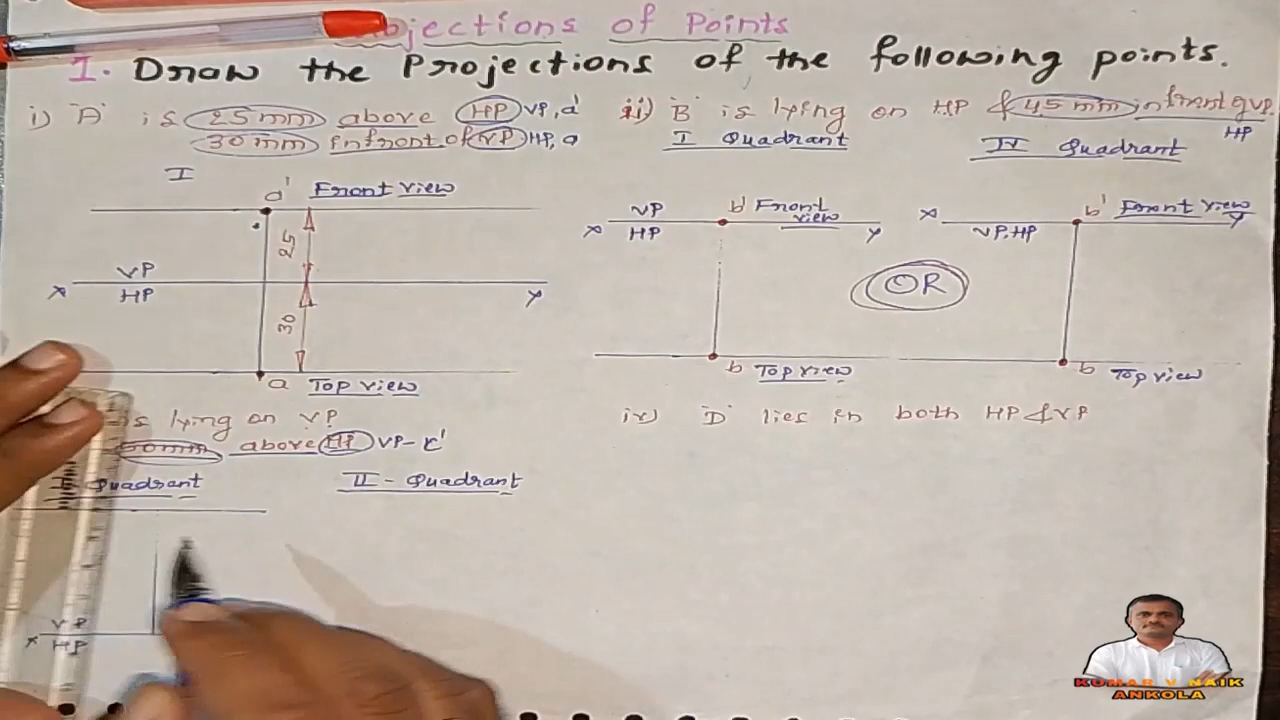 Projections of Points
I. Draw the Projections of the following points.
i) 'A' is 25 mm above HP VP, a'
30 mm infront of VP HP, a
ii) 'B' is lying on HP & 45 mm infront of VP.
HP
I Quadrant
IV Quadrant
I
a' Front view
25
VP
HP
X
Y
30
a Top view
VP
HP
X
Y
b' Front view
b Top view
OR
X
Y
VP, HP
b' Front view
b Top view
is lying on VP
50mm above HP VP - c'
Quadrant
II - Quadrant
VP
HP
X
iv) 'D' lies in both HP & VP
KUMAR V NAIK
ANKOLA